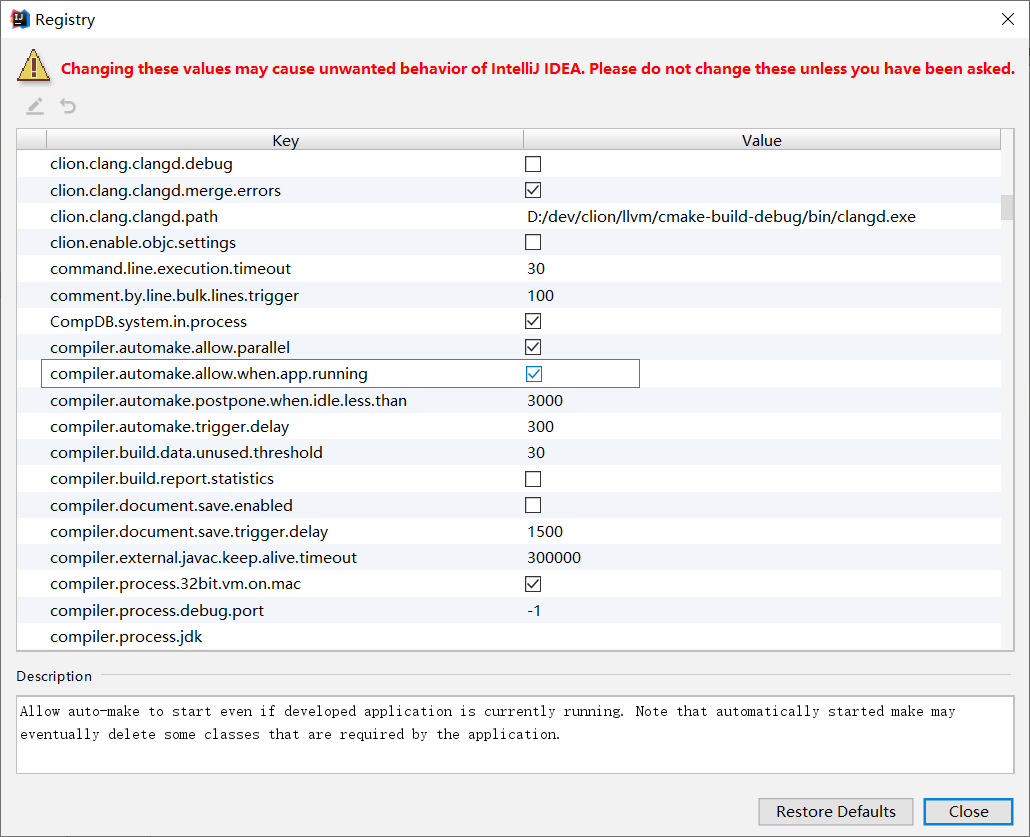 Registry
Changing these values may cause unwanted behavior of IntelliJ IDEA. Please do not change these unless you have been asked.
Key Value
clion.clang.clangd.debug
clion.clang.clangd.merge.errors
clion.clang.clangd.path D:/dev/clion/llvm/cmake-build-debug/bin/clangd.exe
clion.enable.objc.settings
command.line.execution.timeout 30
comment.by.line.bulk.lines.trigger 100
CompDB.system.in.process
compiler.automake.allow.parallel
compiler.automake.allow.when.app.running
compiler.automake.postpone.when.idle.less.than 3000
compiler.automake.trigger.delay 300
compiler.build.data.unused.threshold 30
compiler.build.report.statistics
compiler.document.save.enabled
compiler.document.save.trigger.delay 1500
compiler.external.javac.keep.alive.timeout 300000
compiler.process.32bit.vm.on.mac
compiler.process.debug.port -1
compiler.process.jdk
Description
Allow auto-make to start even if developed application is currently running. Note that automatically started make may
eventually delete some classes that are required by the application.
Restore Defaults Close